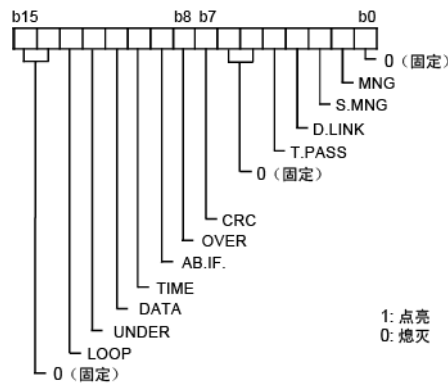 b15 b8 b7 b0
0（固定）
MNG
S.MNG
D.LINK
T.PASS
0（固定）
CRC
OVER
AB.IF.
TIME
DATA
UNDER
LOOP
0（固定）
1: 点亮
0: 熄灭